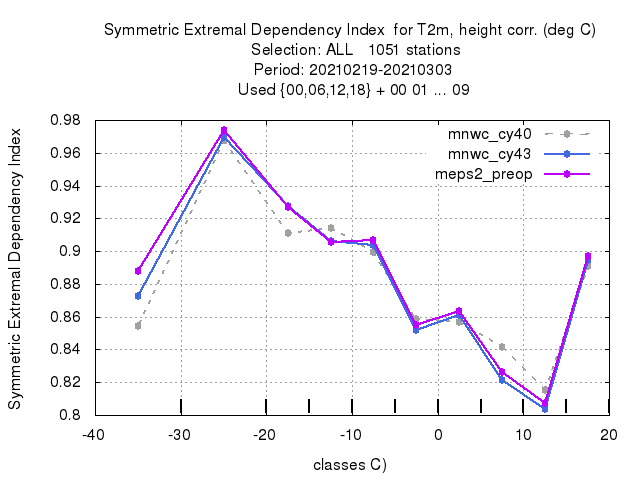 Symmetric Extremal Dependency Index for T2m, height corr. (deg C)
Selection: ALL 1051 stations
Period: 20210219-20210303
Used {00,06,12,18} + 00 01 ... 09
Symmetric Extremal Dependency Index
0.98
0.96
0.94
0.92
0.9
0.88
0.86
0.84
0.82
0.8
mnwc_cy40
mnwc_cy43
meps2_preop
-40 -30 -20 -10 0 10 20
classes C)